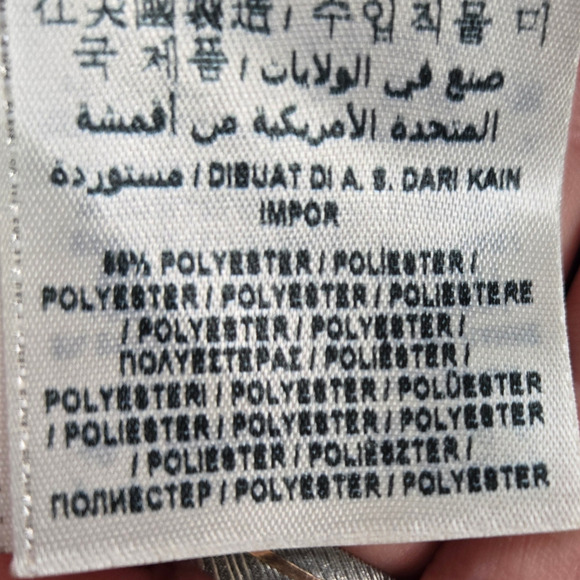 在美國製造 / 수입 직물 미
국 제품 / صنع في الولايات
المتحدة الأمريكية من أقمشة
مستوردة / DIBUAT DI A. S. DARI KAIN
IMPOR
POLYESTER / POLİESTER /
POLYESTER / POLYESTER / POLIESTERE
/ POLYESTER / POLYESTER /
ΠΟΛΥΕΣΤΕΡΑΣ / POLIÉSTER /
POLYESTERI / POLYESTER / POLÜESTER
/ POLIESTER / POLYESTER / POLYESTER
/ POLIESTER / POLIÉSZTER /
ПОЛИЕСТЕР / POLYESTER / POLYESTER